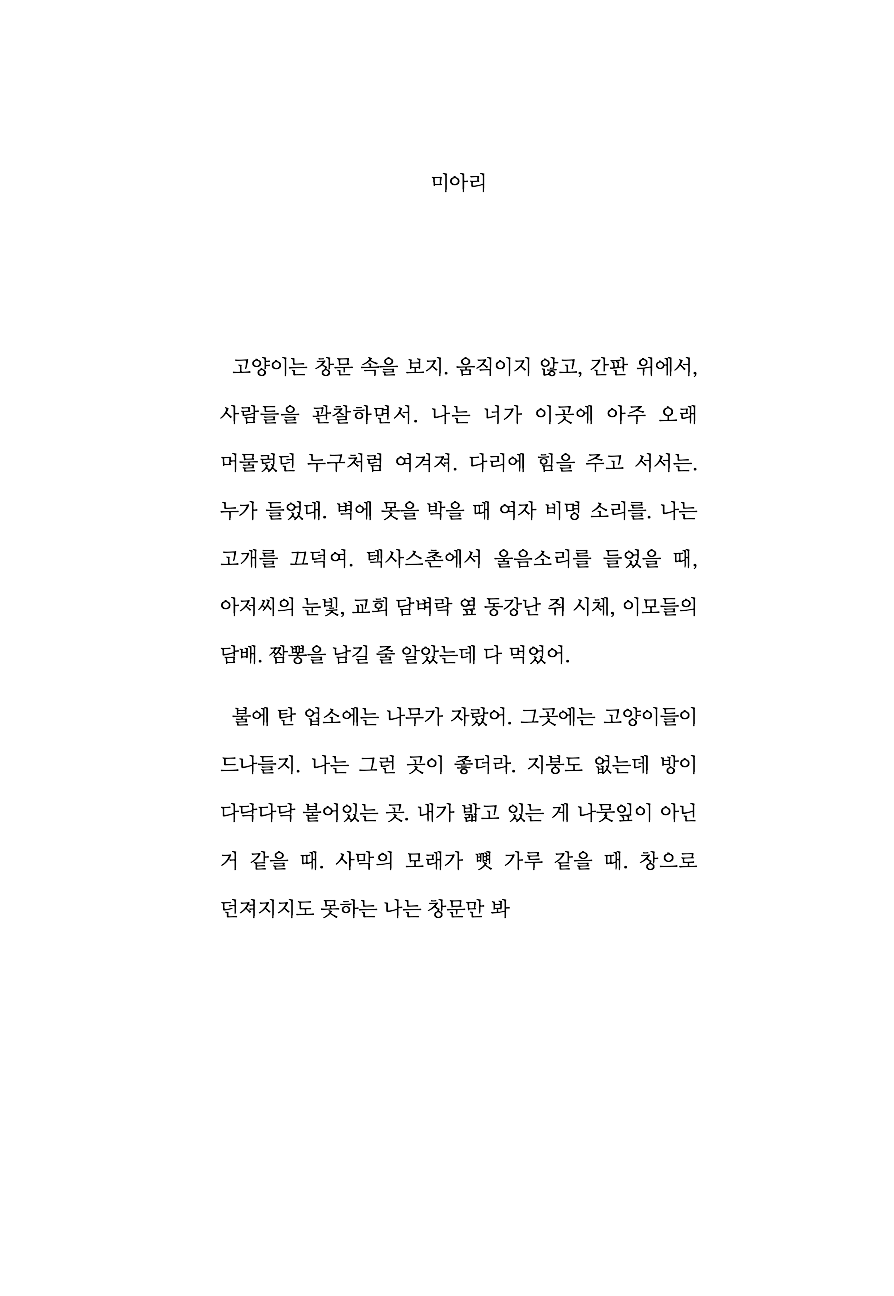 미아리
고양이는 창문 속을 보지. 움직이지 않고, 간판 위에서,
사람들을 관찰하면서. 나는 너가 이곳에 아주 오래
머물렀던 누구처럼 여겨져. 다리에 힘을 주고 서서는.
누가 들었대. 벽에 못을 박을 때 여자 비명 소리를. 나는
고개를 끄덕여. 텍사스촌에서 울음소리를 들었을 때,
아저씨의 눈빛, 교회 담벼락 옆 동강난 쥐 시체, 이모들의
담배. 짬뽕을 남길 줄 알았는데 다 먹었어.
불에 탄 업소에는 나무가 자랐어. 그곳에는 고양이들이
드나들지. 나는 그런 곳이 좋더라. 지붕도 없는데 방이
다닥다닥 붙어있는 곳. 내가 밟고 있는 게 나뭇잎이 아닌
거 같을 때. 사막의 모래가 뼛 가루 같을 때. 창으로
던져지지도 못하는 나는 창문만 봐